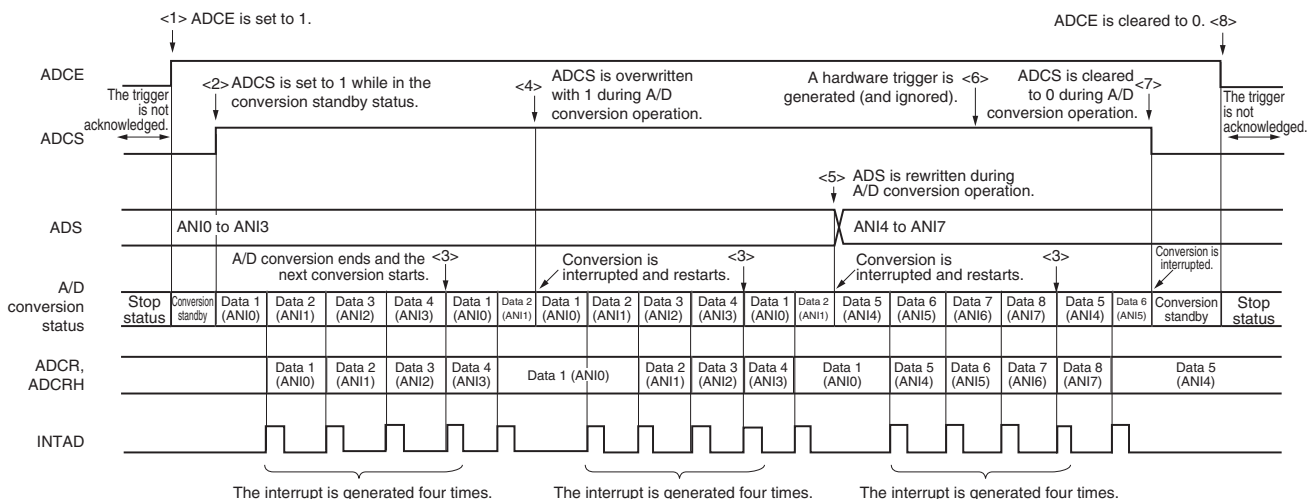 <1> ADCE is set to 1.
ADCE is cleared to 0. <8>
ADCE
The trigger
is not
acknowledged.
<2> ADCS is set to 1 while in the
conversion standby status.
<4> ADCS is overwritten
with 1 during A/D
conversion operation.
A hardware trigger is <6>
generated (and ignored).
ADCS is cleared <7>
to 0 during A/D
conversion operation.
The trigger
is not
acknowledged.
ADCS
<5> ADS is rewritten during
A/D conversion operation.
ADS
ANI0 to ANI3
ANI4 to ANI7
A/D conversion ends and the <3>
next conversion starts.
Conversion is <3>
interrupted and restarts.
Conversion is <3>
interrupted and restarts.
Conversion is
interrupted.
A/D
conversion
status
Stop
status
Conversion
standby
Data 1
(ANI0)
Data 2
(ANI1)
Data 3
(ANI2)
Data 4
(ANI3)
Data 1
(ANI0)
Data 2
(ANI1)
Data 1
(ANI0)
Data 2
(ANI1)
Data 3
(ANI2)
Data 4
(ANI3)
Data 1
(ANI0)
Data 2
(ANI1)
Data 5
(ANI4)
Data 6
(ANI5)
Data 7
(ANI6)
Data 8
(ANI7)
Data 5
(ANI4)
Data 6
(ANI5)
Conversion
standby
Stop
status
ADCR,
ADCRH
Data 1
(ANI0)
Data 2
(ANI1)
Data 3
(ANI2)
Data 4
(ANI3)
Data 1 (ANI0)
Data 2
(ANI1)
Data 3
(ANI2)
Data 4
(ANI3)
Data 1
(ANI0)
Data 5
(ANI4)
Data 6
(ANI5)
Data 7
(ANI6)
Data 8
(ANI7)
Data 5
(ANI4)
INTAD
The interrupt is generated four times.
The interrupt is generated four times.
The interrupt is generated four times.